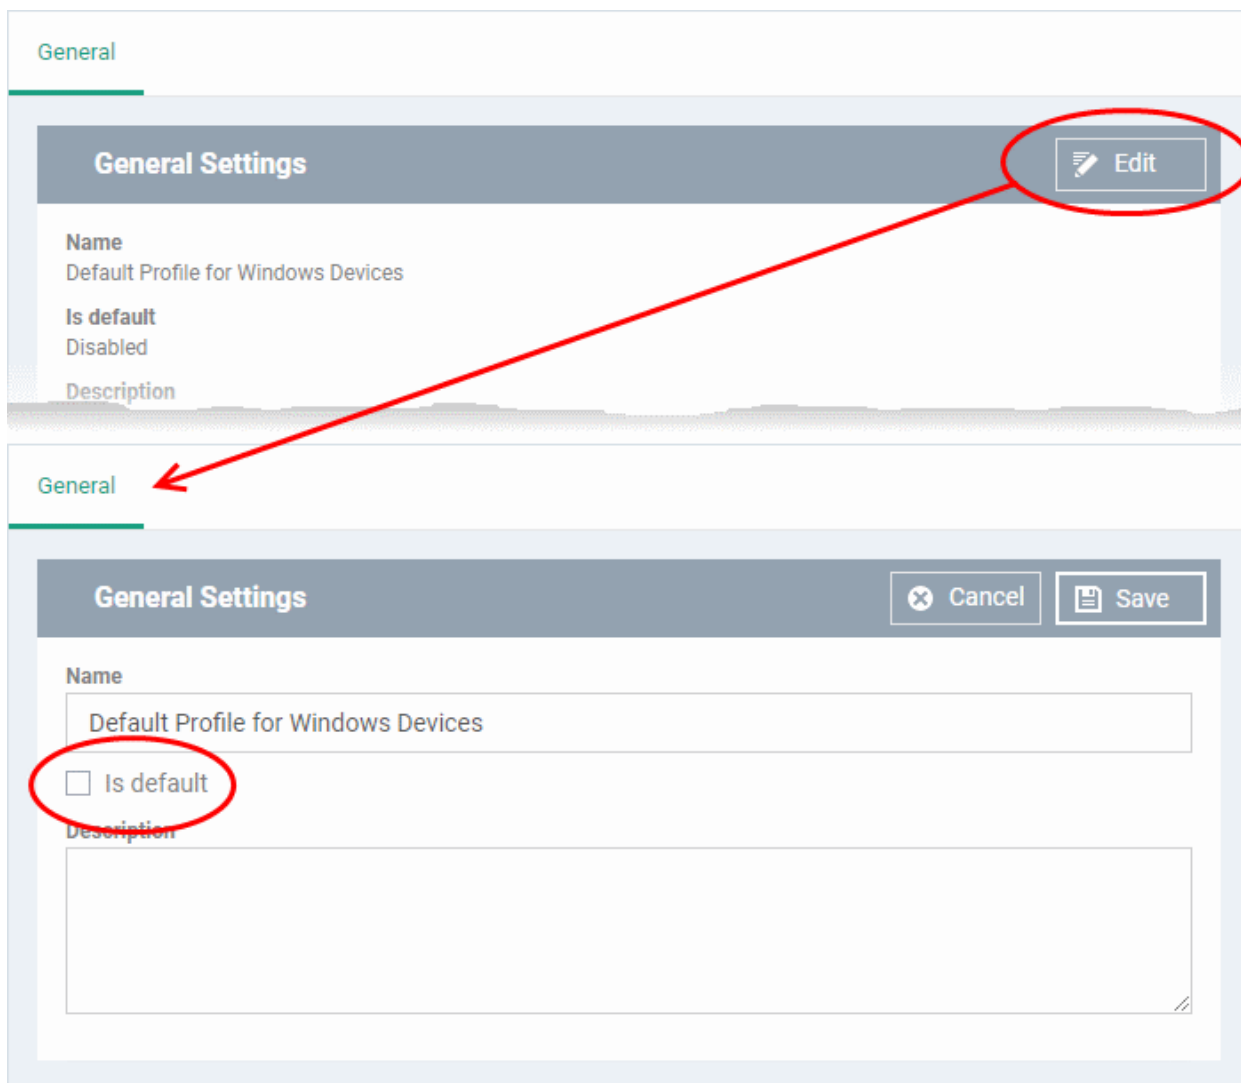 General
General Settings
Edit
Name
Default Profile for Windows Devices
Is default
Disabled
Description
General
General Settings
Cancel
Save
Name
Default Profile for Windows Devices
Is default
Description